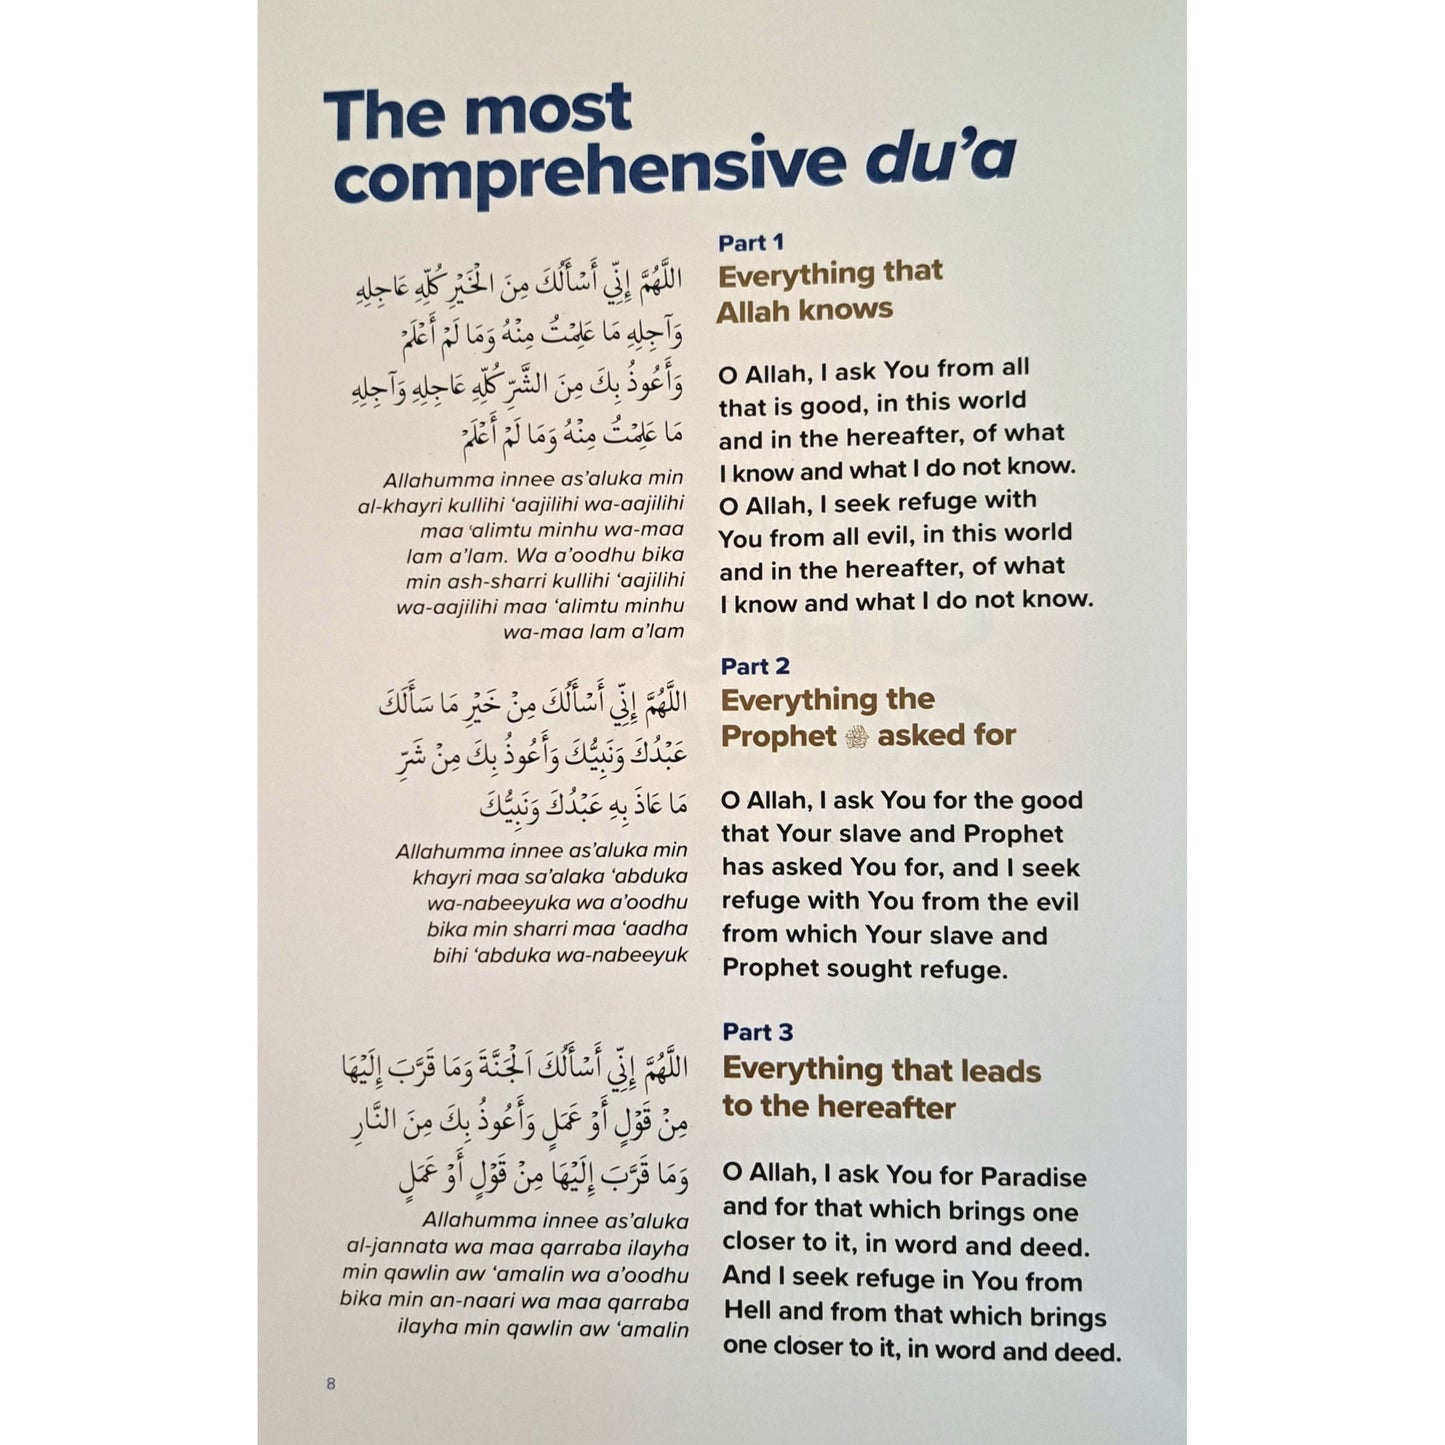 The most
comprehensive du’a
اللَّهُمَّ إِنِّي أَسْأَلُكَ مِنَ الْخَيْرِ كُلِّهِ عَاجِلِهِ
وَآجِلِهِ مَا عَلِمْتُ مِنْهُ وَمَا لَمْ أَعْلَمْ
وَأَعُوذُ بِكَ مِنَ الشَّرِّ كُلِّهِ عَاجِلِهِ وَآجِلِهِ
مَا عَلِمْتُ مِنْهُ وَمَا لَمْ أَعْلَمْ
Allahumma innee as’aluka min
al-khayri kullihi ‘aajilihi wa-aajilihi
maa ‘alimtu minhu wa-maa
lam a’lam. Wa a’oodhu bika
min ash-sharri kullihi ‘aajilihi
wa-aajilihi maa ‘alimtu minhu
wa-maa lam a’lam
Part 1
Everything that
Allah knows
O Allah, I ask You from all
that is good, in this world
and in the hereafter, of what
I know and what I do not know.
O Allah, I seek refuge with
You from all evil, in this world
and in the hereafter, of what
I know and what I do not know.
اللَّهُمَّ إِنِّي أَسْأَلُكَ مِنْ خَيْرِ مَا سَأَلَكَ
عَبْدُكَ وَنَبِيُّكَ وَأَعُوذُ بِكَ مِنْ شَرِّ
مَا عَاذَ بِهِ عَبْدُكَ وَنَبِيُّكَ
Allahumma innee as’aluka min
khayri maa sa’alaka ‘abduka
wa-nabeeyuka wa a’oodhu
bika min sharri maa ‘aadha
bihi ‘abduka wa-nabeeyuk
Part 2
Everything the
Prophet ﷺ asked for
O Allah, I ask You for the good
that Your slave and Prophet
has asked You for, and I seek
refuge with You from the evil
from which Your slave and
Prophet sought refuge.
اللَّهُمَّ إِنِّي أَسْأَلُكَ اَلْجَنَّةَ وَمَا قَرَّبَ إِلَيْهَا
مِنْ قَوْلٍ أَوْ عَمَلٍ وَأَعُوذُ بِكَ مِنَ النَّارِ
وَمَا قَرَّبَ إِلَيْهَا مِنْ قَوْلٍ أَوْ عَمَلٍ
Allahumma innee as’aluka
al-jannata wa maa qarraba ilayha
min qawlin aw ‘amalin wa a’oodhu
bika min an-naari wa maa qarraba
ilayha min qawlin aw ‘amalin
Part 3
Everything that leads
to the hereafter
O Allah, I ask You for Paradise
and for that which brings one
closer to it, in word and deed.
And I seek refuge in You from
Hell and from that which brings
one closer to it, in word and deed.
8